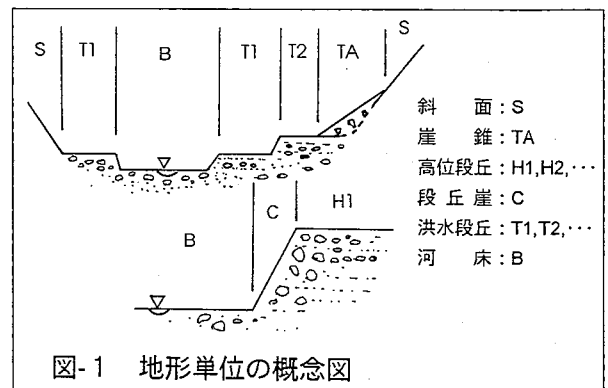 S T1 B T1 T2 TA S
B C H1
斜　面：S
崖　錐：TA
高位段丘：H1,H2,･･･
段 丘 崖：C
洪水段丘：T1,T2,･･･
河　床：B
図-1　地形単位の概念図